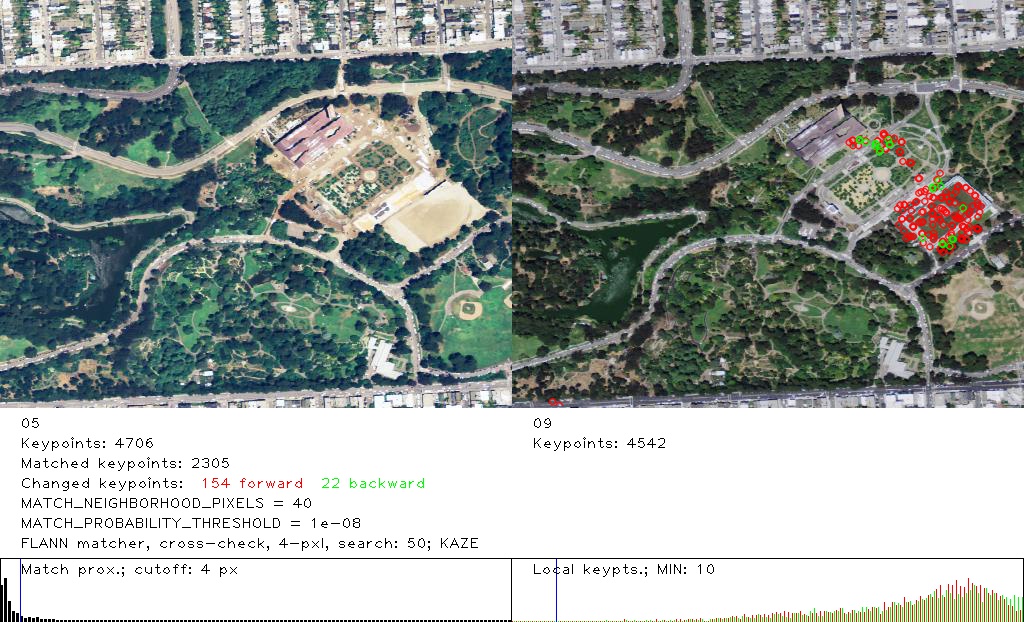 05
Keypoints: 4706
Matched keypoints: 2305
Changed keypoints: 154 forward 22 backward
MATCH_NEIGHBORHOOD_PIXELS = 40
MATCH_PROBABILITY_THRESHOLD = 1e-08
FLANN matcher, cross-check, 4-pxl, search: 50; KAZE
09
Keypoints: 4542
Match prox.; cutoff: 4 px
Local keypts.; MIN: 10